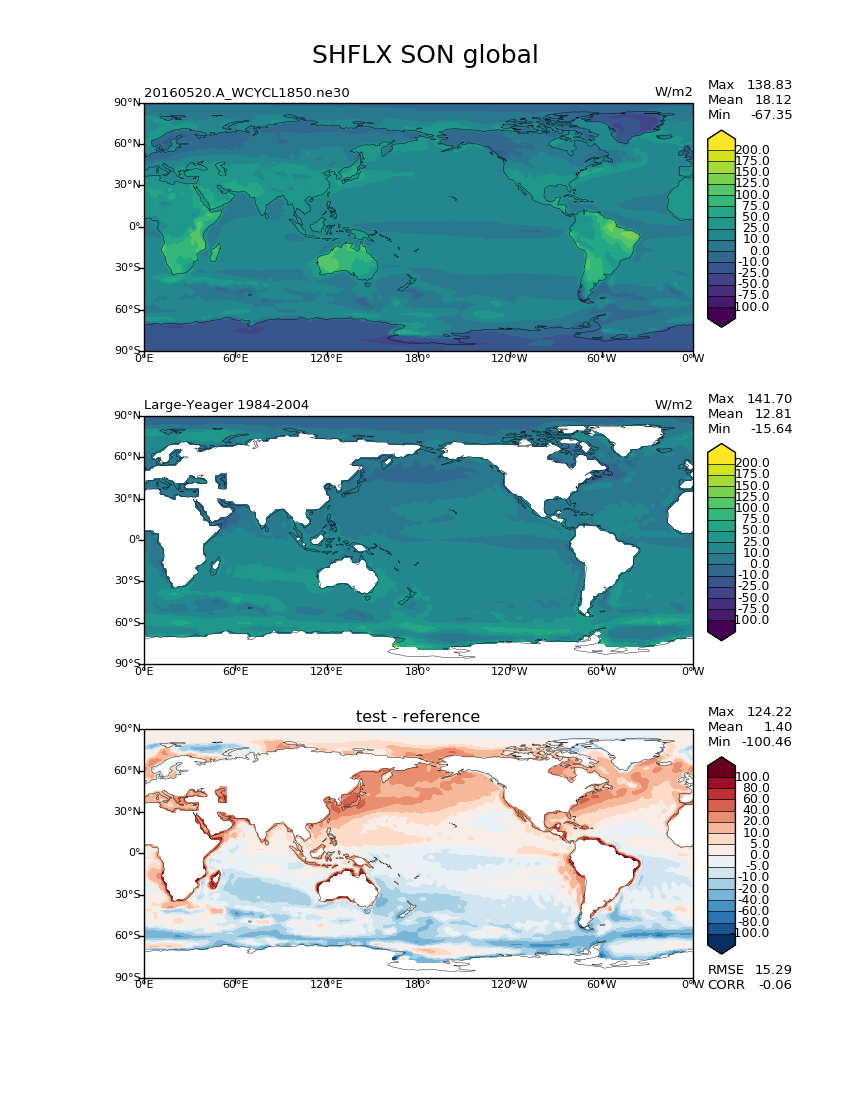 SHFLX SON global
20160520.A_WCYCL1850.ne30 W/m2
Max 138.83
Mean 18.12
Min -67.35
90°N
60°N
30°N
0°
30°S
60°S
90°S
0°E 60°E 120°E 180° 120°W 60°W 0°W
200.0
175.0
150.0
125.0
100.0
75.0
50.0
25.0
10.0
0.0
-10.0
-25.0
-50.0
-75.0
100.0
Large-Yeager 1984-2004 W/m2
Max 141.70
Mean 12.81
Min -15.64
90°N
60°N
30°N
0°
30°S
60°S
90°S
0°E 60°E 120°E 180° 120°W 60°W 0°W
200.0
175.0
150.0
125.0
100.0
75.0
50.0
25.0
10.0
0.0
-10.0
-25.0
-50.0
-75.0
100.0
test - reference
Max 124.22
Mean 1.40
Min -100.46
90°N
60°N
30°N
0°
30°S
60°S
90°S
0°E 60°E 120°E 180° 120°W 60°W 0°W
100.0
80.0
60.0
40.0
20.0
10.0
5.0
0.0
-5.0
-10.0
-20.0
-40.0
-60.0
-80.0
-100.0
RMSE 15.29
CORR -0.06